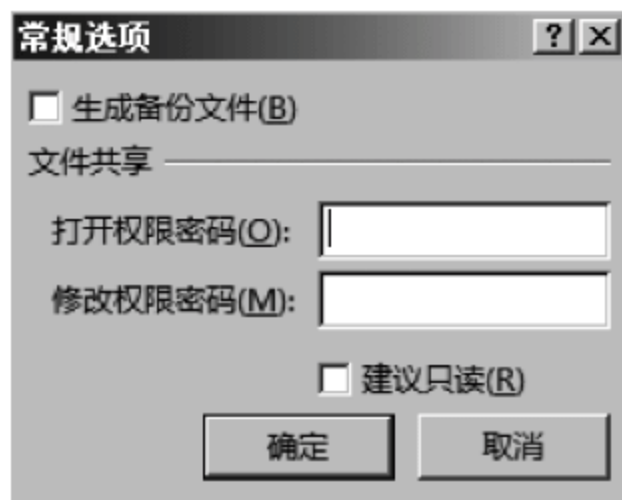 常规选项
生成备份文件(B)
文件共享
打开权限密码(O):
修改权限密码(M):
建议只读(R)
确定 取消